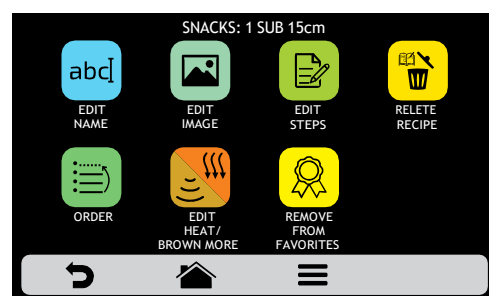 SNACKS: 1 SUB 15cm
abc
EDIT
NAME
EDIT
IMAGE
EDIT
STEPS
RELETE
RECIPE
ORDER
EDIT
HEAT/
BROWN MORE
REMOVE
FROM
FAVORITES